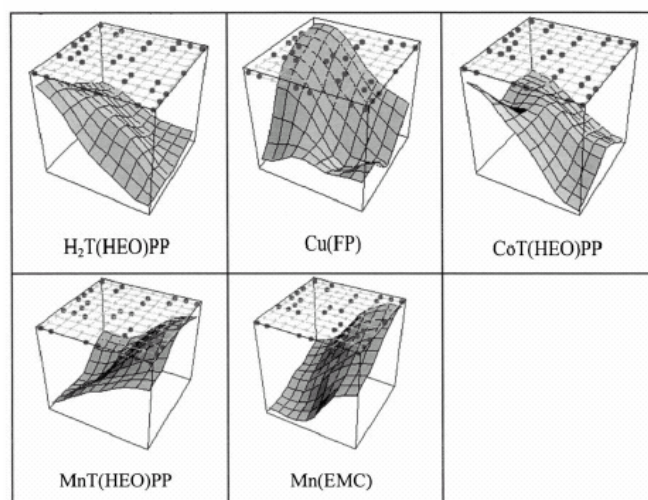 H₂T(HEO)PP
Cu(FP)
CoT(HEO)PP
MnT(HEO)PP
Mn(EMC)